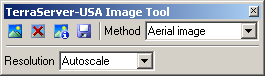 TerraServer-USA Image Tool
Method Aerial image
Resolution Autoscale